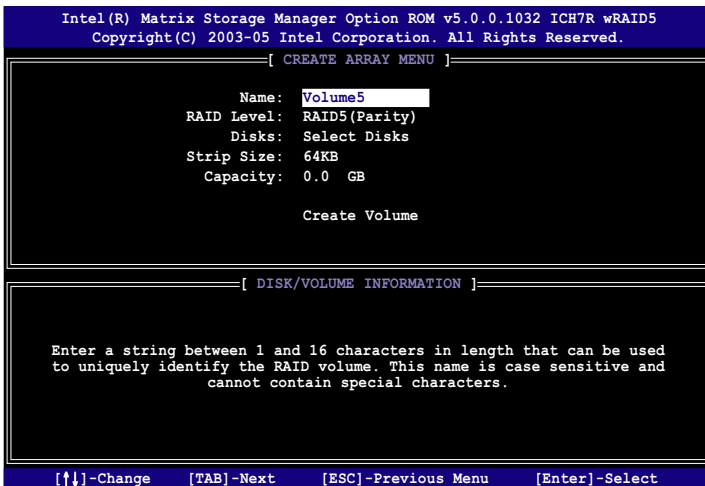 Intel(R) Matrix Storage Manager Option ROM v5.0.0.1032 ICH7R wRAID5
Copyright(C) 2003-05 Intel Corporation. All Rights Reserved.
[ CREATE ARRAY MENU ]
Name: Volume5
RAID Level: RAID5(Parity)
Disks: Select Disks
Strip Size: 64KB
Capacity: 0.0 GB
Create Volume
[ DISK/VOLUME INFORMATION ]
Enter a string between 1 and 16 characters in length that can be used
to uniquely identify the RAID volume. This name is case sensitive and
cannot contain special characters.
[↑↓]-Change [TAB]-Next [ESC]-Previous Menu [Enter]-Select